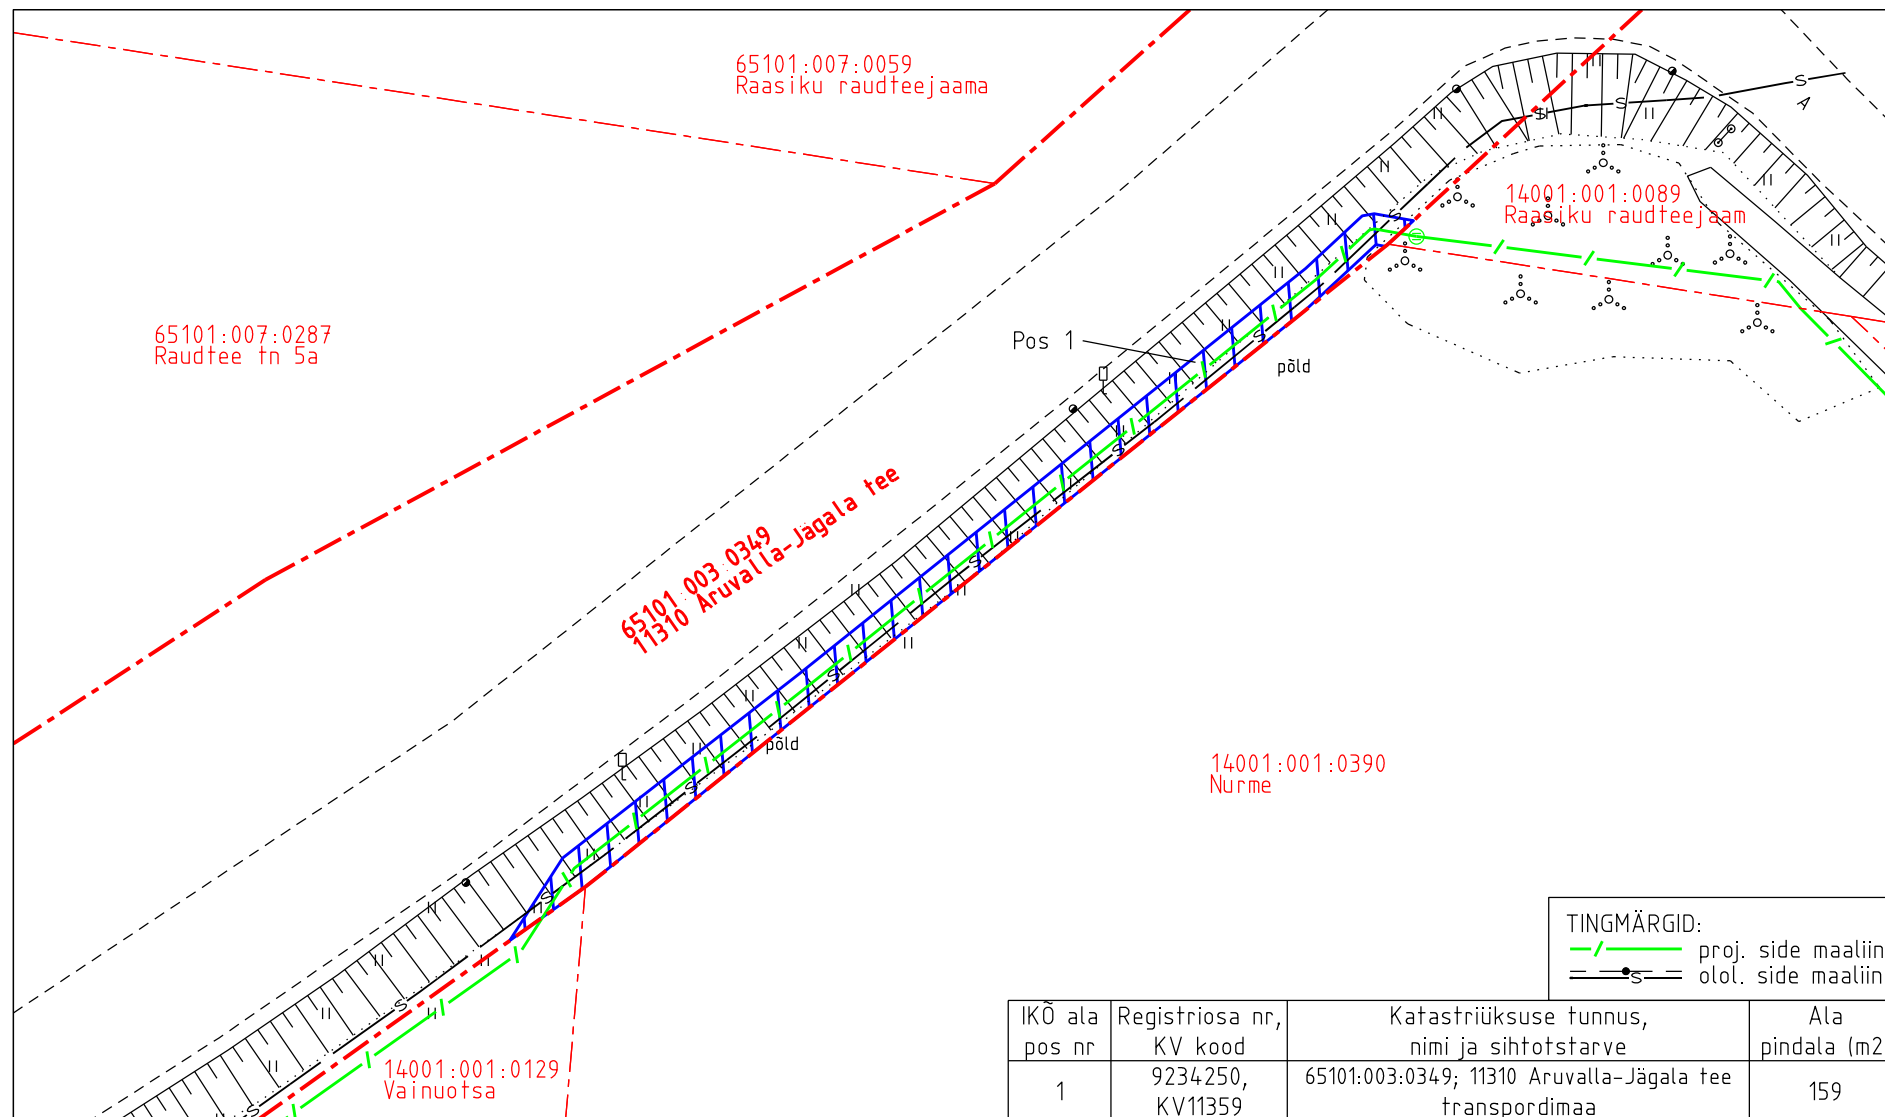 65101:007:0059
Raasiku raudteejaama
14001:001:0089
Raasiku raudteejaam
65101:007:0287
Raudtee tn 5a
Pos 1
põld
65101 003 0349
11310 Aruvalla-Jägala tee
põld
14001:001:0390
Nurme
14001:001:0129
Vainuotsa
TINGMÄRGID:
proj. side maaliin
olol. side maaliin
IKÕ ala
pos nr
Registriosa nr,
KV kood
Katastriüksuse tunnus,
nimi ja sihtotstarve
Ala
pindala (m2
1
9234250,
KV11359
65101:003:0349; 11310 Aruvalla-Jägala tee
transpordimaa
159